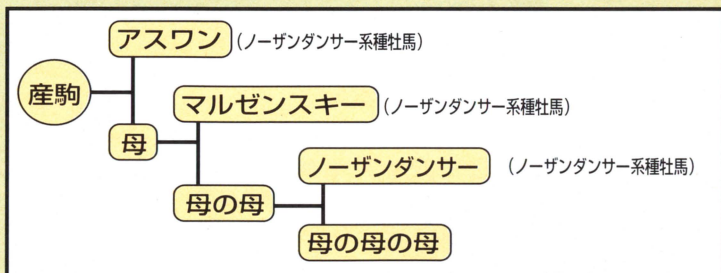 アスワン (ノーザンダンサー系種牡馬)
産駒
マルゼンスキー (ノーザンダンサー系種牡馬)
母
ノーザンダンサー (ノーザンダンサー系種牡馬)
母の母
母の母の母